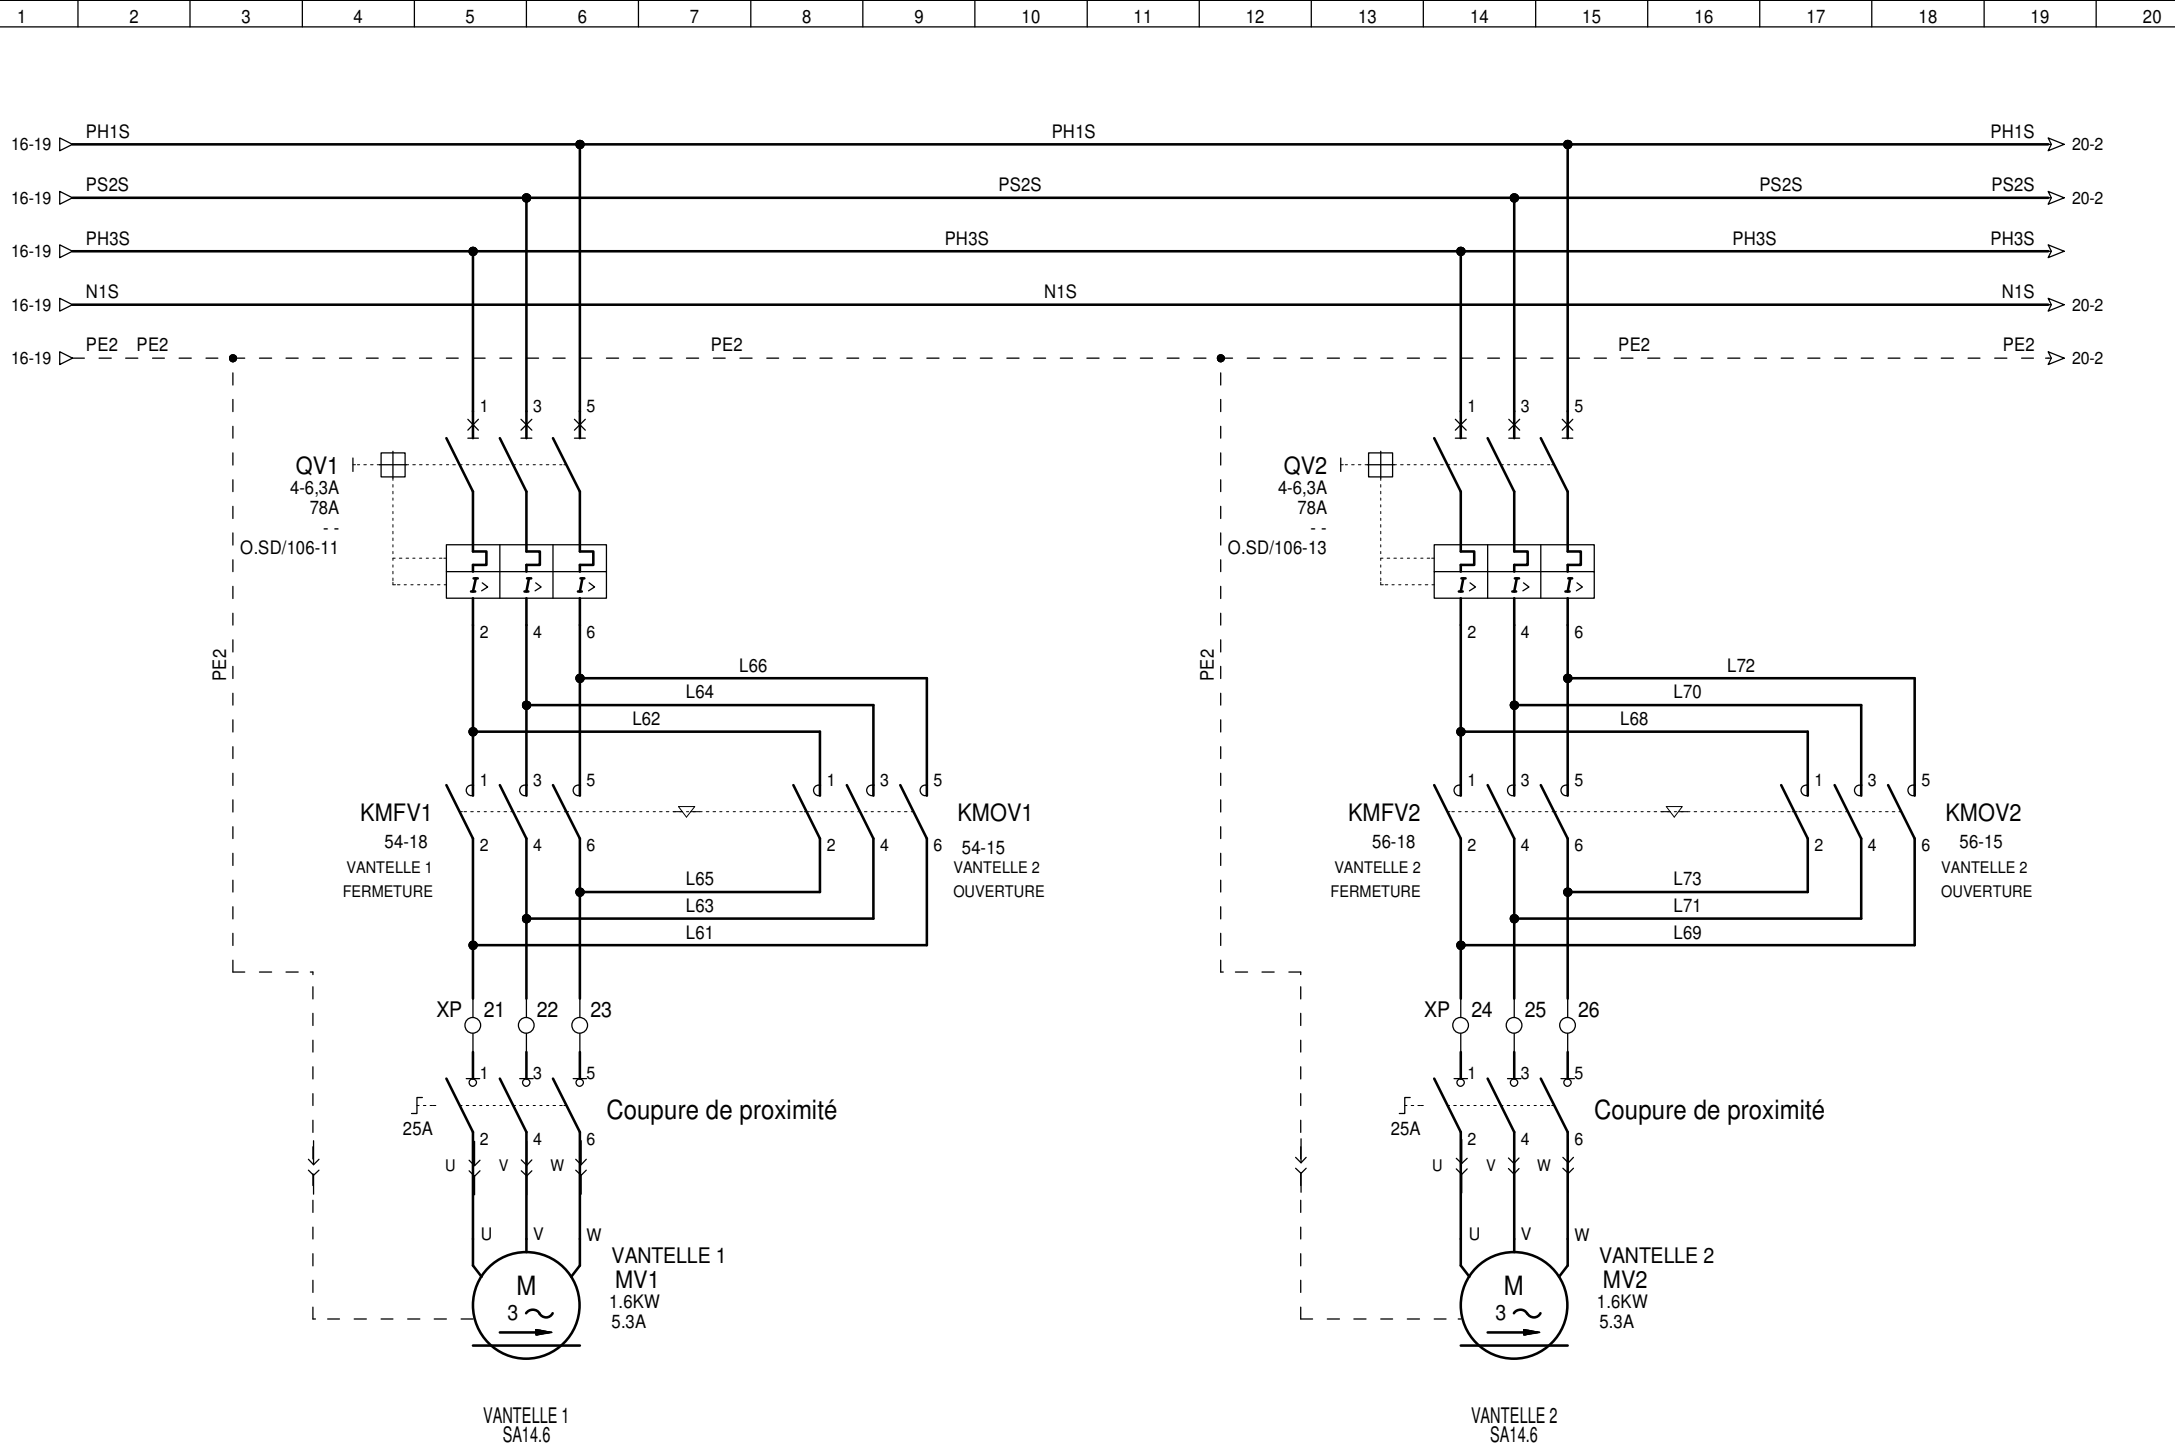 1 2 3 4 5 6 7 8 9 10 11 12 13 14 15 16 17 18 19 20
16-19 PH1S PH1S PH1S 20-2
16-19 PS2S PS2S PS2S PS2S 20-2
16-19 PH3S PH3S PH3S PH3S
16-19 N1S N1S N1S 20-2
16-19 PE2 PE2 PE2 PE2 PE2 20-2
1 3 5
QV1
4-6,3A
78A
- -
O.SD/106-11
I> I> I>
2 4 6
PE2
L66
L64
L62
1 3 5 1 3 5
KMFV1 KMOV1
54-18 54-15
2 4 6 2 4 6
VANTELLE 1 VANTELLE 2
FERMETURE OUVERTURE
L65
L63
L61
XP 21 22 23
1 3 5
Coupure de proximité
25A
2 4 6
U V W
U V W
VANTELLE 1
MV1
1.6KW
5.3A
M
3
VANTELLE 1
SA14.6
1 3 5
QV2
4-6,3A
78A
- -
O.SD/106-13
I> I> I>
2 4 6
PE2
L72
L70
L68
1 3 5 1 3 5
KMFV2 KMOV2
56-18 56-15
2 4 6 2 4 6
VANTELLE 2 VANTELLE 2
FERMETURE OUVERTURE
L73
L71
L69
XP 24 25 26
1 3 5
Coupure de proximité
25A
2 4 6
U V W
U V W
VANTELLE 2
MV2
1.6KW
5.3A
M
3
VANTELLE 2
SA14.6